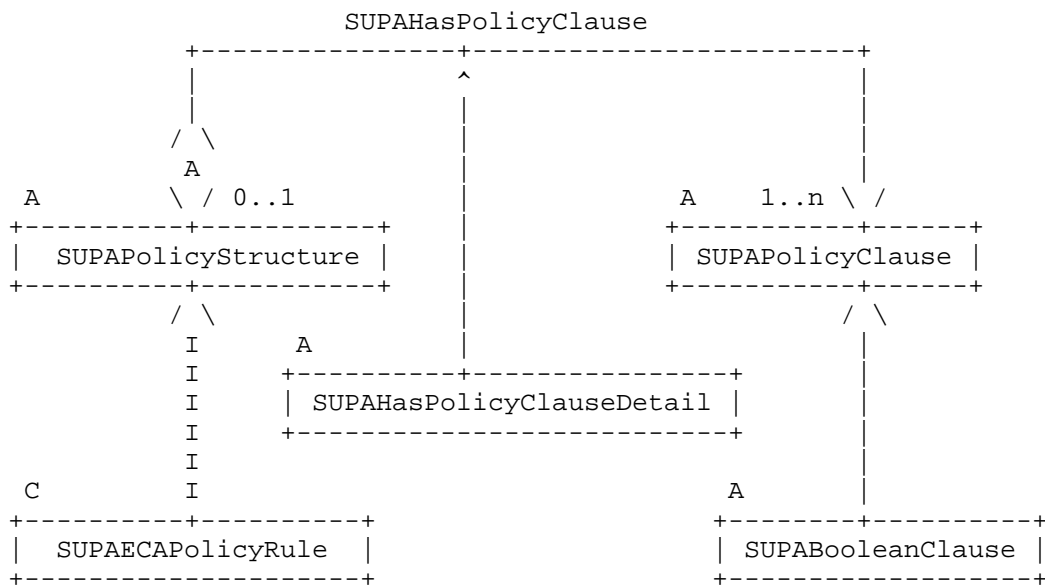 SUPAHasPolicyClause
A
A 0..1 A 1..n
SUPAPolicyStructure SUPAPolicyClause
I A
I
I SUPAHasPolicyClauseDetail
I
I
C I A
SUPAECAPolicyRule SUPABooleanClause